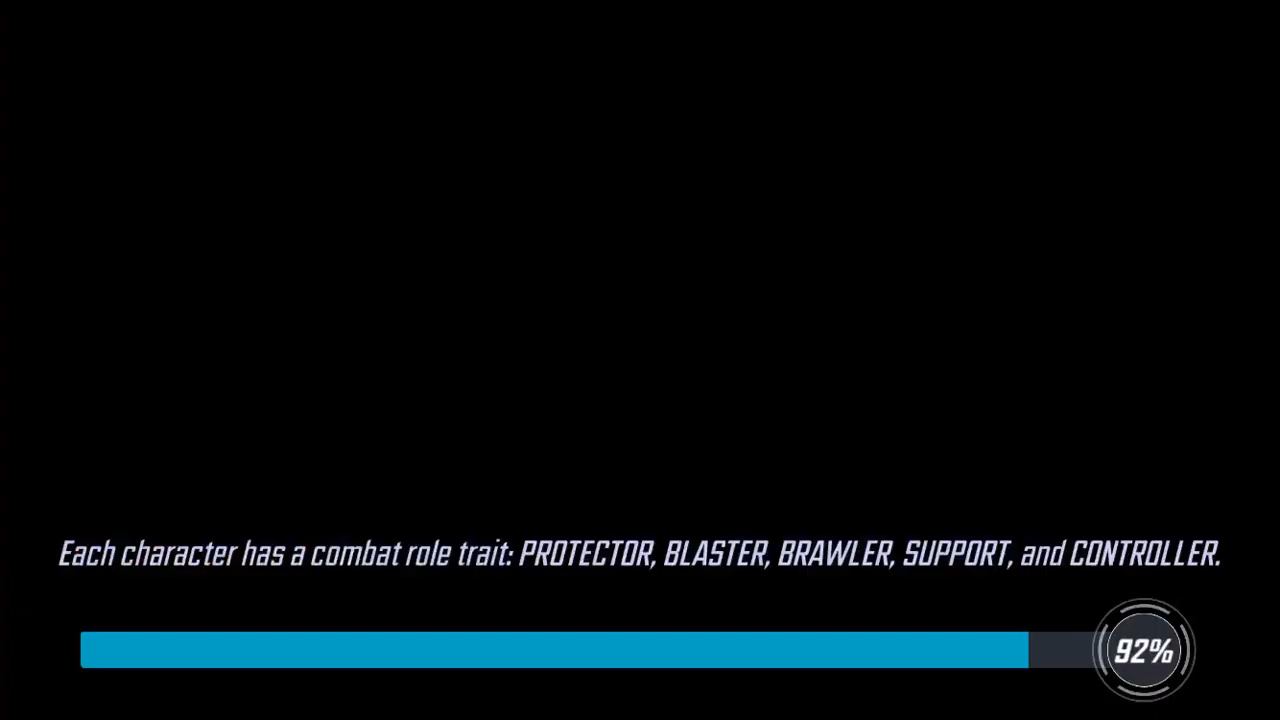 Each character has a combat role trait: PROTECTOR, BLASTER, BRAWLER, SUPPORT, and CONTROLLER.
92%